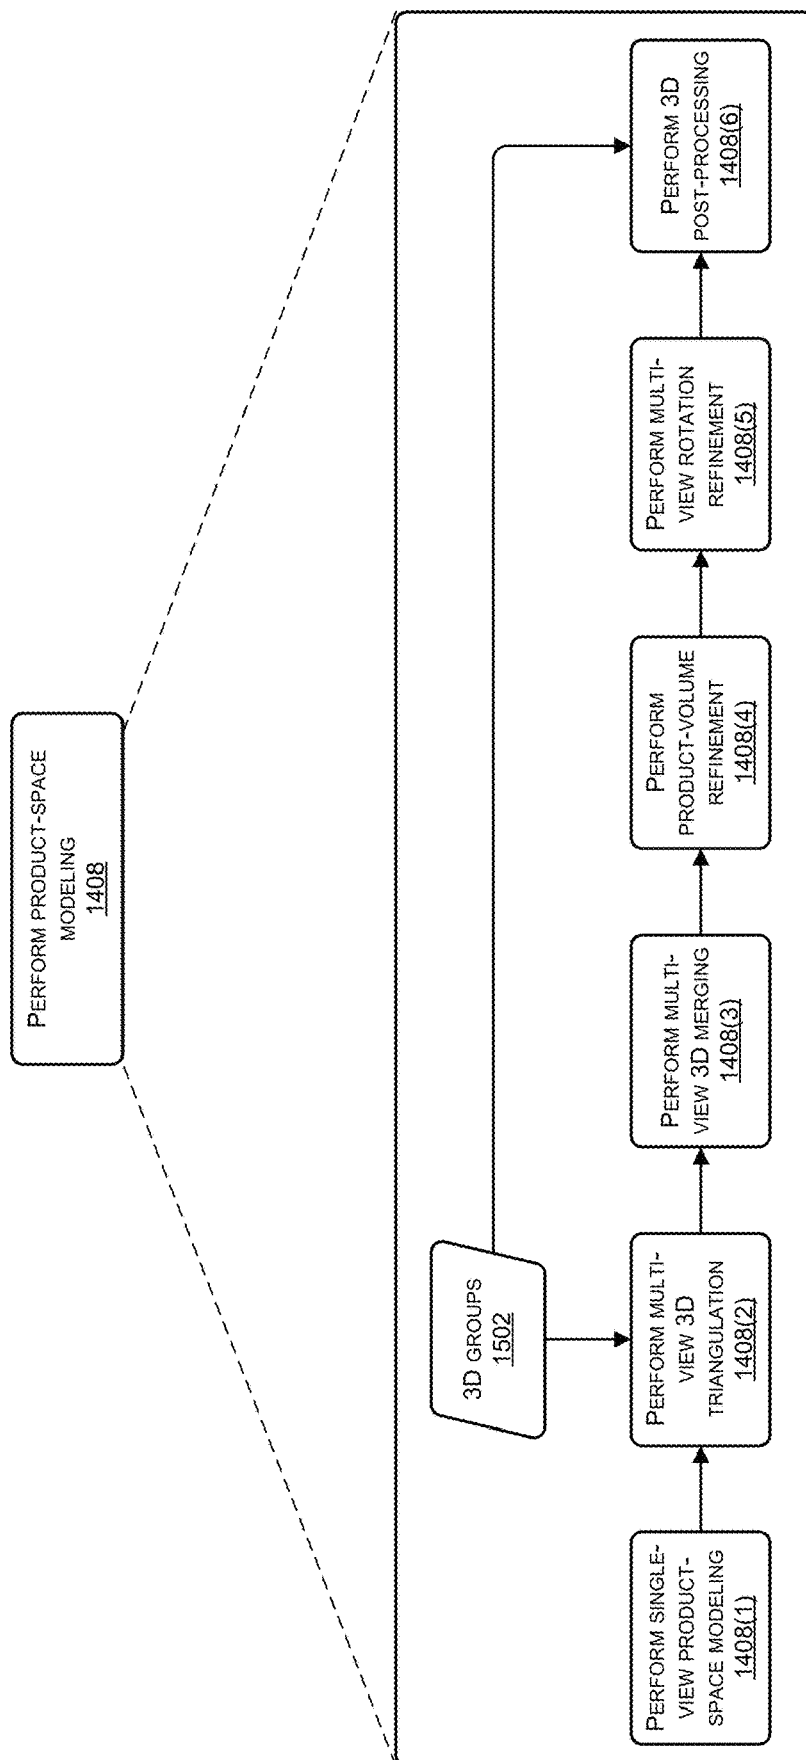 PERFORM PRODUCT-SPACE
MODELING
1408
3D GROUPS
1502
PERFORM SINGLE-
VIEW PRODUCT-
SPACE MODELING
1408(1)
PERFORM MULTI-
VIEW 3D
TRIANGULATION
1408(2)
PERFORM MULTI-
VIEW 3D MERGING
1408(3)
PERFORM
PRODUCT-VOLUME
REFINEMENT
1408(4)
PERFORM MULTI-
VIEW ROTATION
REFINEMENT
1408(5)
PERFORM 3D
POST-PROCESSING
1408(6)